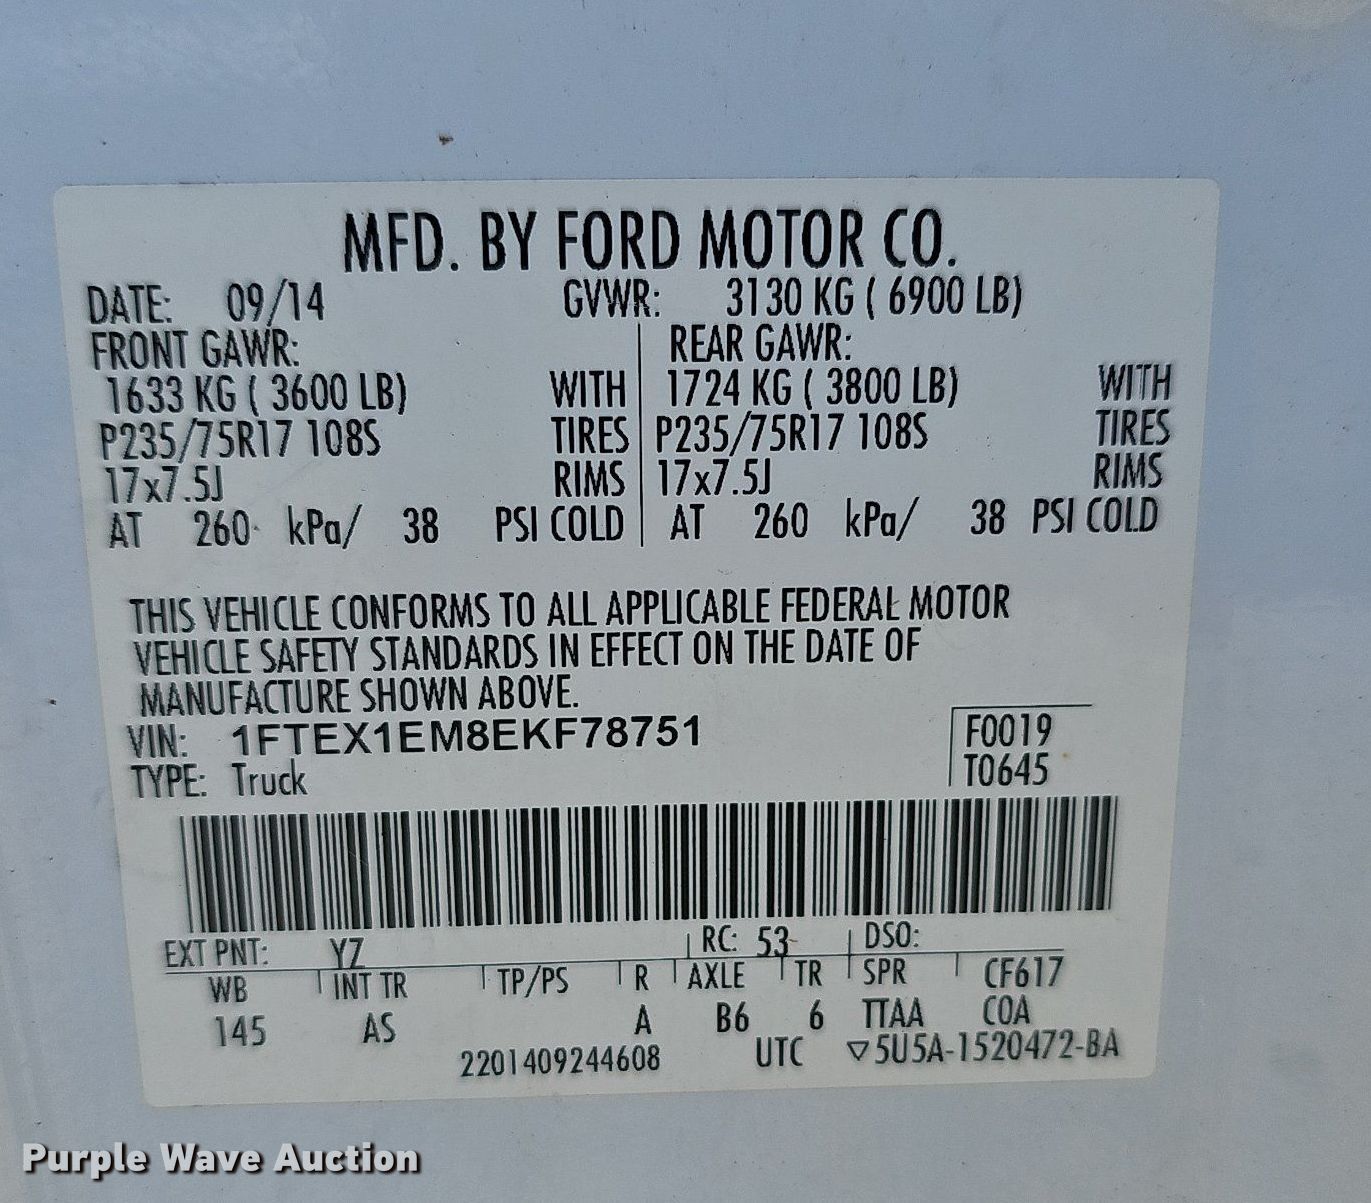 MFD. BY FORD MOTOR CO.
DATE: 09/14 GVWR: 3130 KG ( 6900 LB)
FRONT GAWR: REAR GAWR:
1633 KG ( 3600 LB) WITH 1724 KG ( 3800 LB) WITH
P235/75R17 108S TIRES P235/75R17 108S TIRES
17x7.5J RIMS 17x7.5J RIMS
AT 260 kPa/ 38 PSI COLD AT 260 kPa/ 38 PSI COLD
THIS VEHICLE CONFORMS TO ALL APPLICABLE FEDERAL MOTOR
VEHICLE SAFETY STANDARDS IN EFFECT ON THE DATE OF
MANUFACTURE SHOWN ABOVE.
VIN: 1FTEX1EM8EKF78751 F0019
TYPE: Truck T0645
EXT PNT: YZ RC: 53 DSO:
WB INT TR TP/PS R AXLE TR SPR CF617
145 AS A B6 6 TTAA COA
2201409244608 UTC ▽5U5A-1520472-BA
Purple Wave Auction